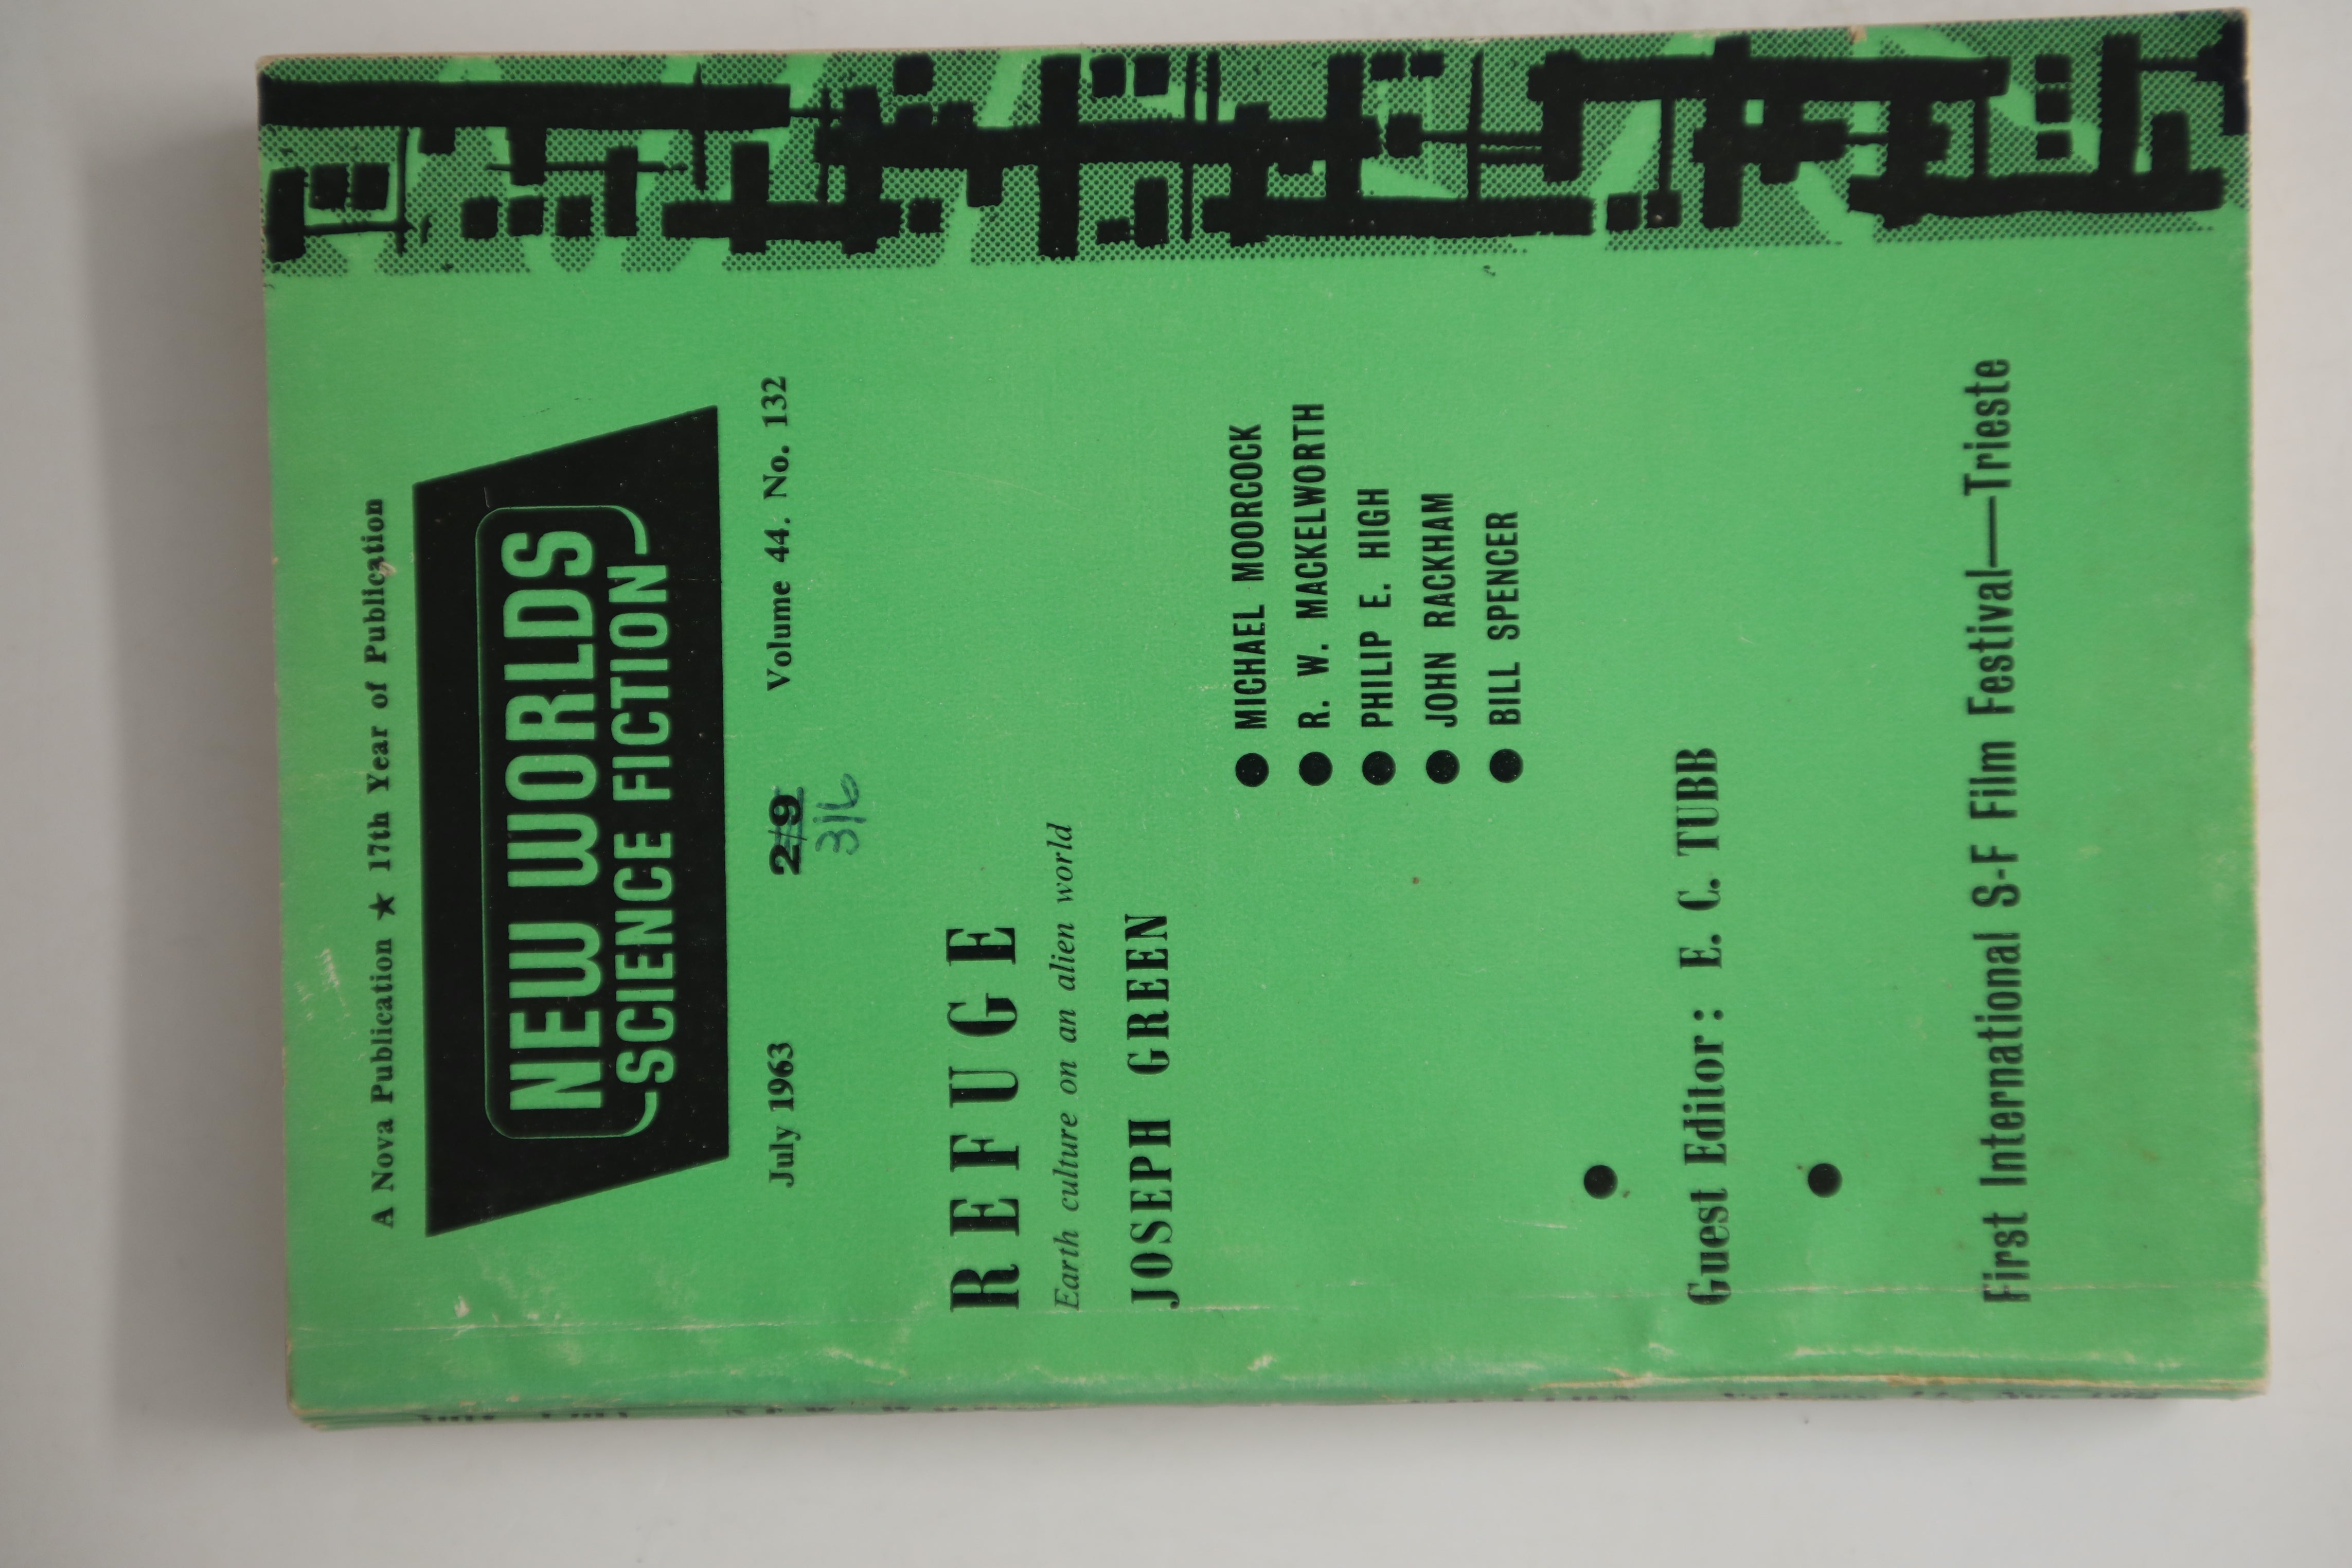 A Nova Publication ★ 17th Year of Publication
NEW WORLDS
SCIENCE FICTION
July 1963 2/9 Volume 44. No. 132
3/6
REFUGE
Earth culture on an alien world
JOSEPH GREEN
● MICHAEL MOORCOCK
● R. W. MACKELWORTH
● PHILIP E. HIGH
● JOHN RACKHAM
● BILL SPENCER
●
Guest Editor: E. C. TUBB
●
First International S-F Film Festival—Trieste